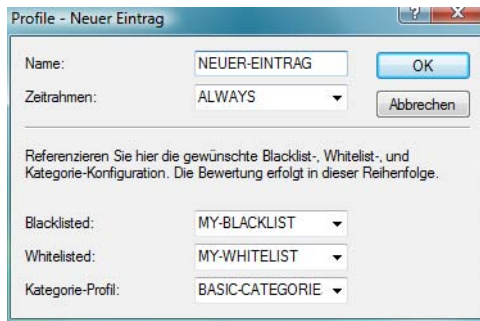 Profile - Neuer Eintrag
Name: NEUER-EINTRAG OK
Zeitrahmen: ALWAYS Abbrechen
Referenzieren Sie hier die gewünschte Blacklist-, Whitelist-, und
Kategorie-Konfiguration. Die Bewertung erfolgt in dieser Reihenfolge.
Blacklisted: MY-BLACKLIST
Whitelisted: MY-WHITELIST
Kategorie-Profil: BASIC-CATEGORIE